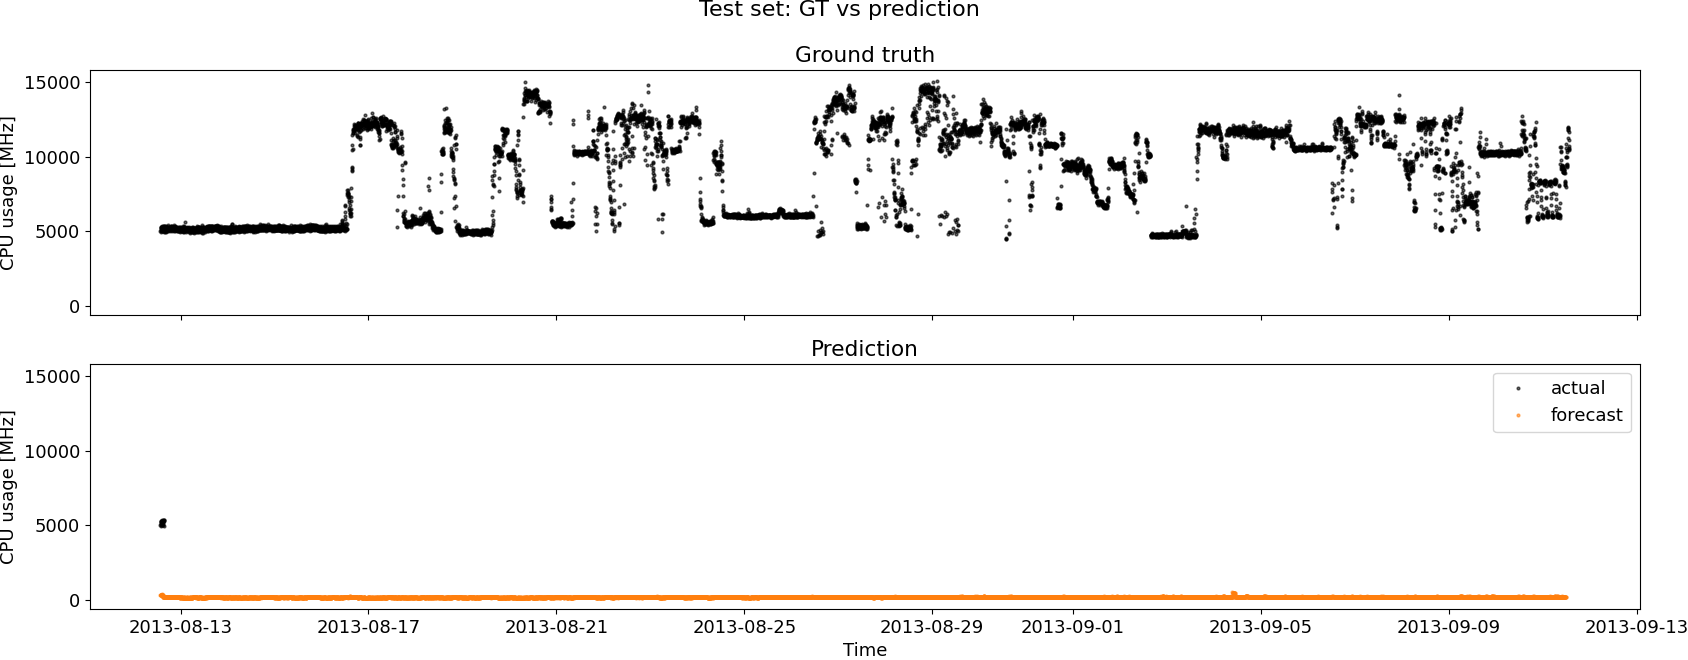 Test set: GT vs prediction
Ground truth
CPU usage [MHz]
15000
10000
5000
0
Prediction
CPU usage [MHz]
15000
10000
5000
0
actual
forecast
2013-08-13 2013-08-17 2013-08-21 2013-08-25 2013-08-29 2013-09-01 2013-09-05 2013-09-09 2013-09-13
Time